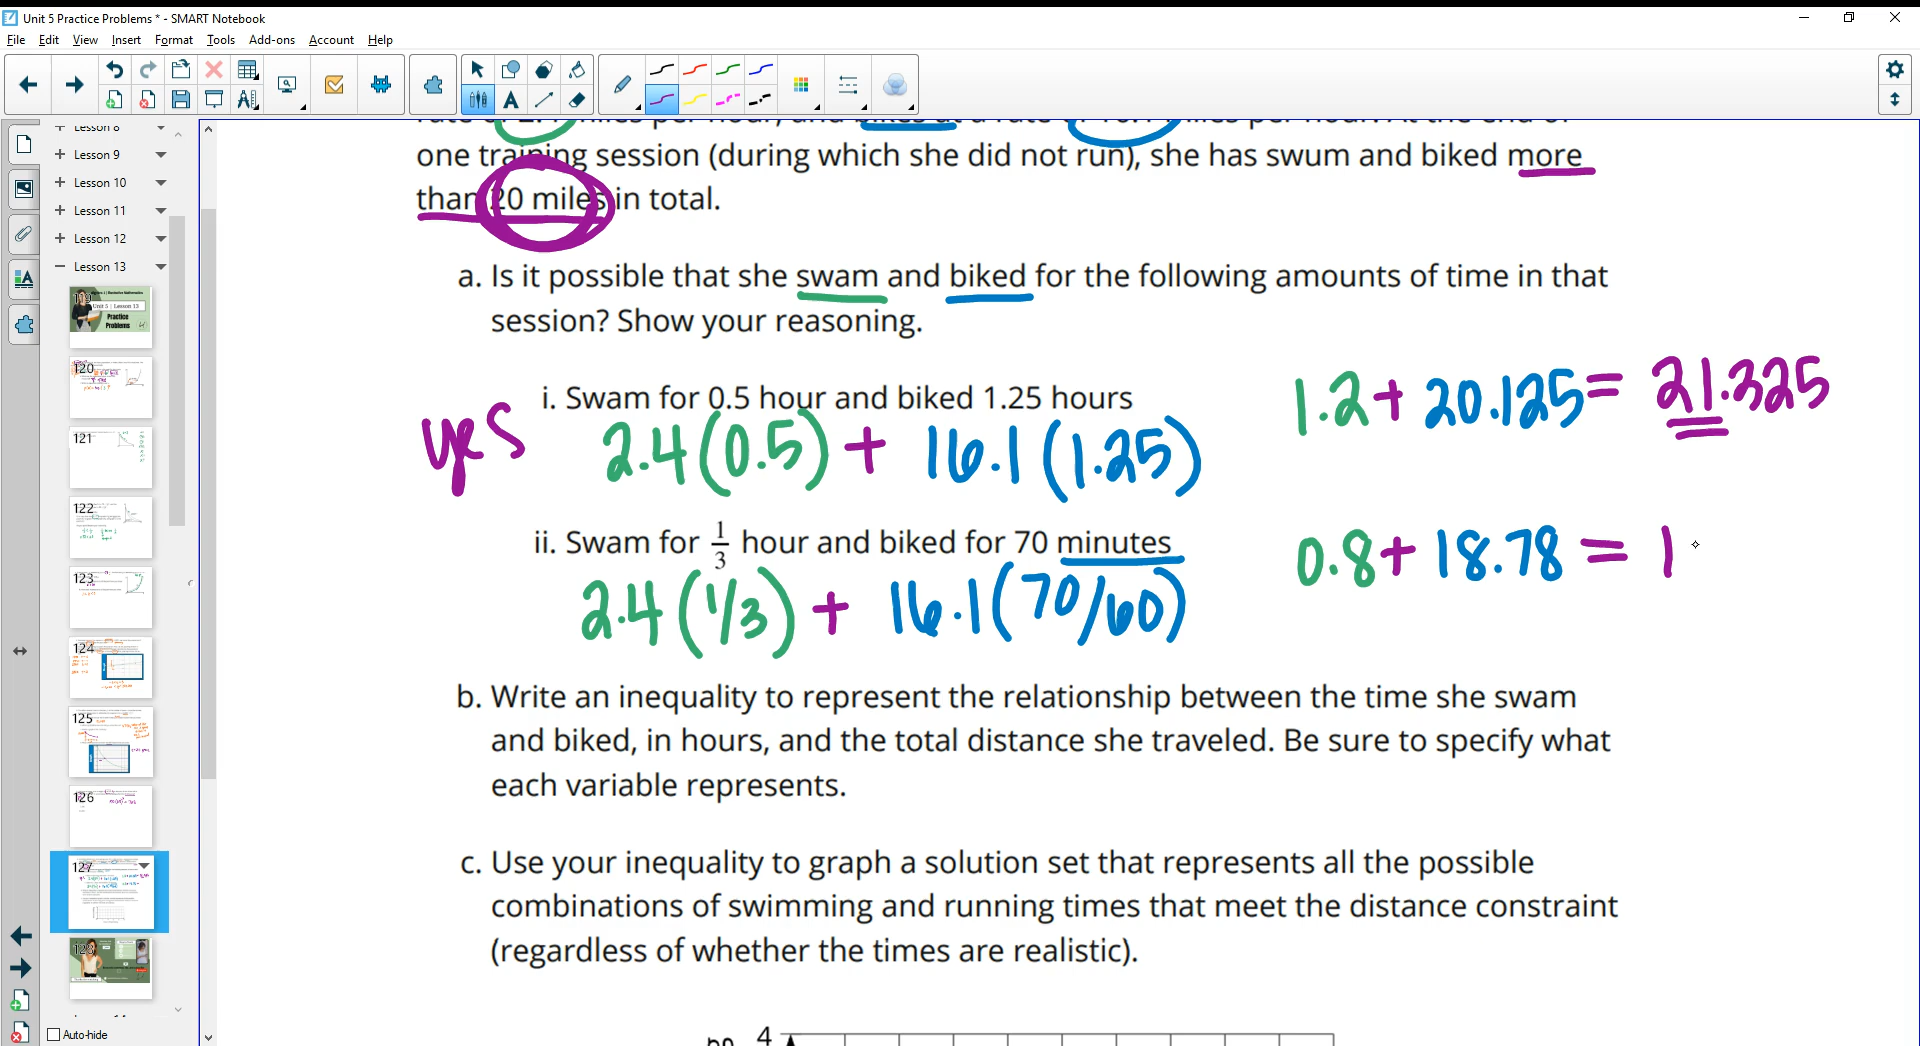 Unit 5 Practice Problems * - SMART Notebook
File Edit View Insert Format Tools Add-ons Account Help
Lesson 8
Lesson 9
Lesson 10
Lesson 11
Lesson 12
Lesson 13
119
Unit 5 | Lesson 13
Practice
Problems
120
121
122
123
124
125
126
127
128
Auto-hide
one training session (during which she did not run), she has swum and biked more
than 20 miles in total.
a. Is it possible that she swam and biked for the following amounts of time in that
session? Show your reasoning.
i. Swam for 0.5 hour and biked 1.25 hours
1.2 + 20.125 = 21.325
yes 2.4 (0.5) + 16.1 (1.25)
ii. Swam for 1/3 hour and biked for 70 minutes
0.8 + 18.78 = 1
2.4 (1/3) + 16.1 (70/60)
b. Write an inequality to represent the relationship between the time she swam
and biked, in hours, and the total distance she traveled. Be sure to specify what
each variable represents.
c. Use your inequality to graph a solution set that represents all the possible
combinations of swimming and running times that meet the distance constraint
(regardless of whether the times are realistic).
4